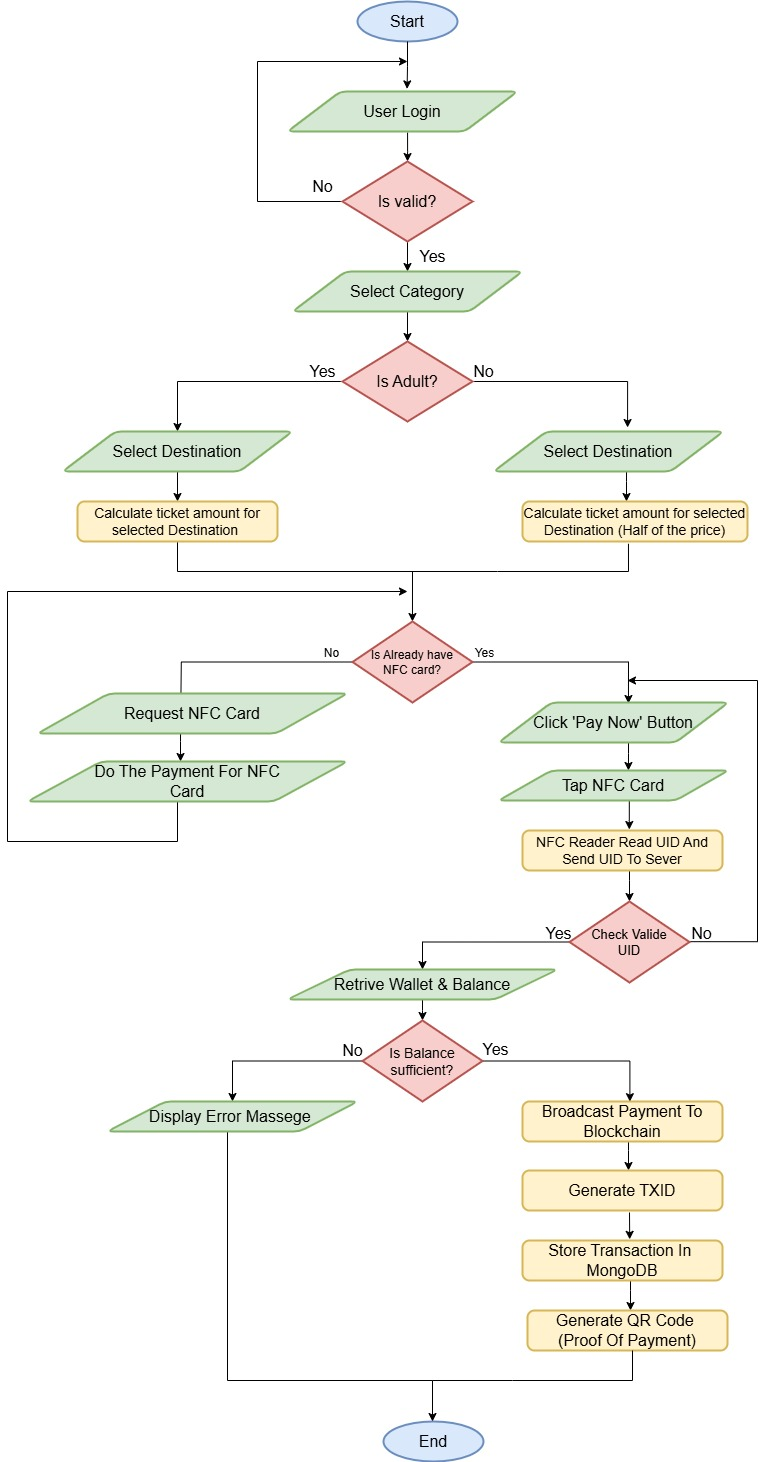 Start
User Login
No
Is valid?
Yes
Select Category
Yes
Is Adult?
No
Select Destination
Select Destination
Calculate ticket amount for
selected Destination
Calculate ticket amount for selected
Destination (Half of the price)
No
Is Already have
NFC card?
Yes
Request NFC Card
Click 'Pay Now' Button
Do The Payment For NFC
Card
Tap NFC Card
NFC Reader Read UID And
Send UID To Sever
Yes
Check Valide
UID
No
Retrive Wallet & Balance
No
Is Balance
sufficient?
Yes
Display Error Massege
Broadcast Payment To
Blockchain
Generate TXID
Store Transaction In
MongoDB
Generate QR Code
(Proof Of Payment)
End